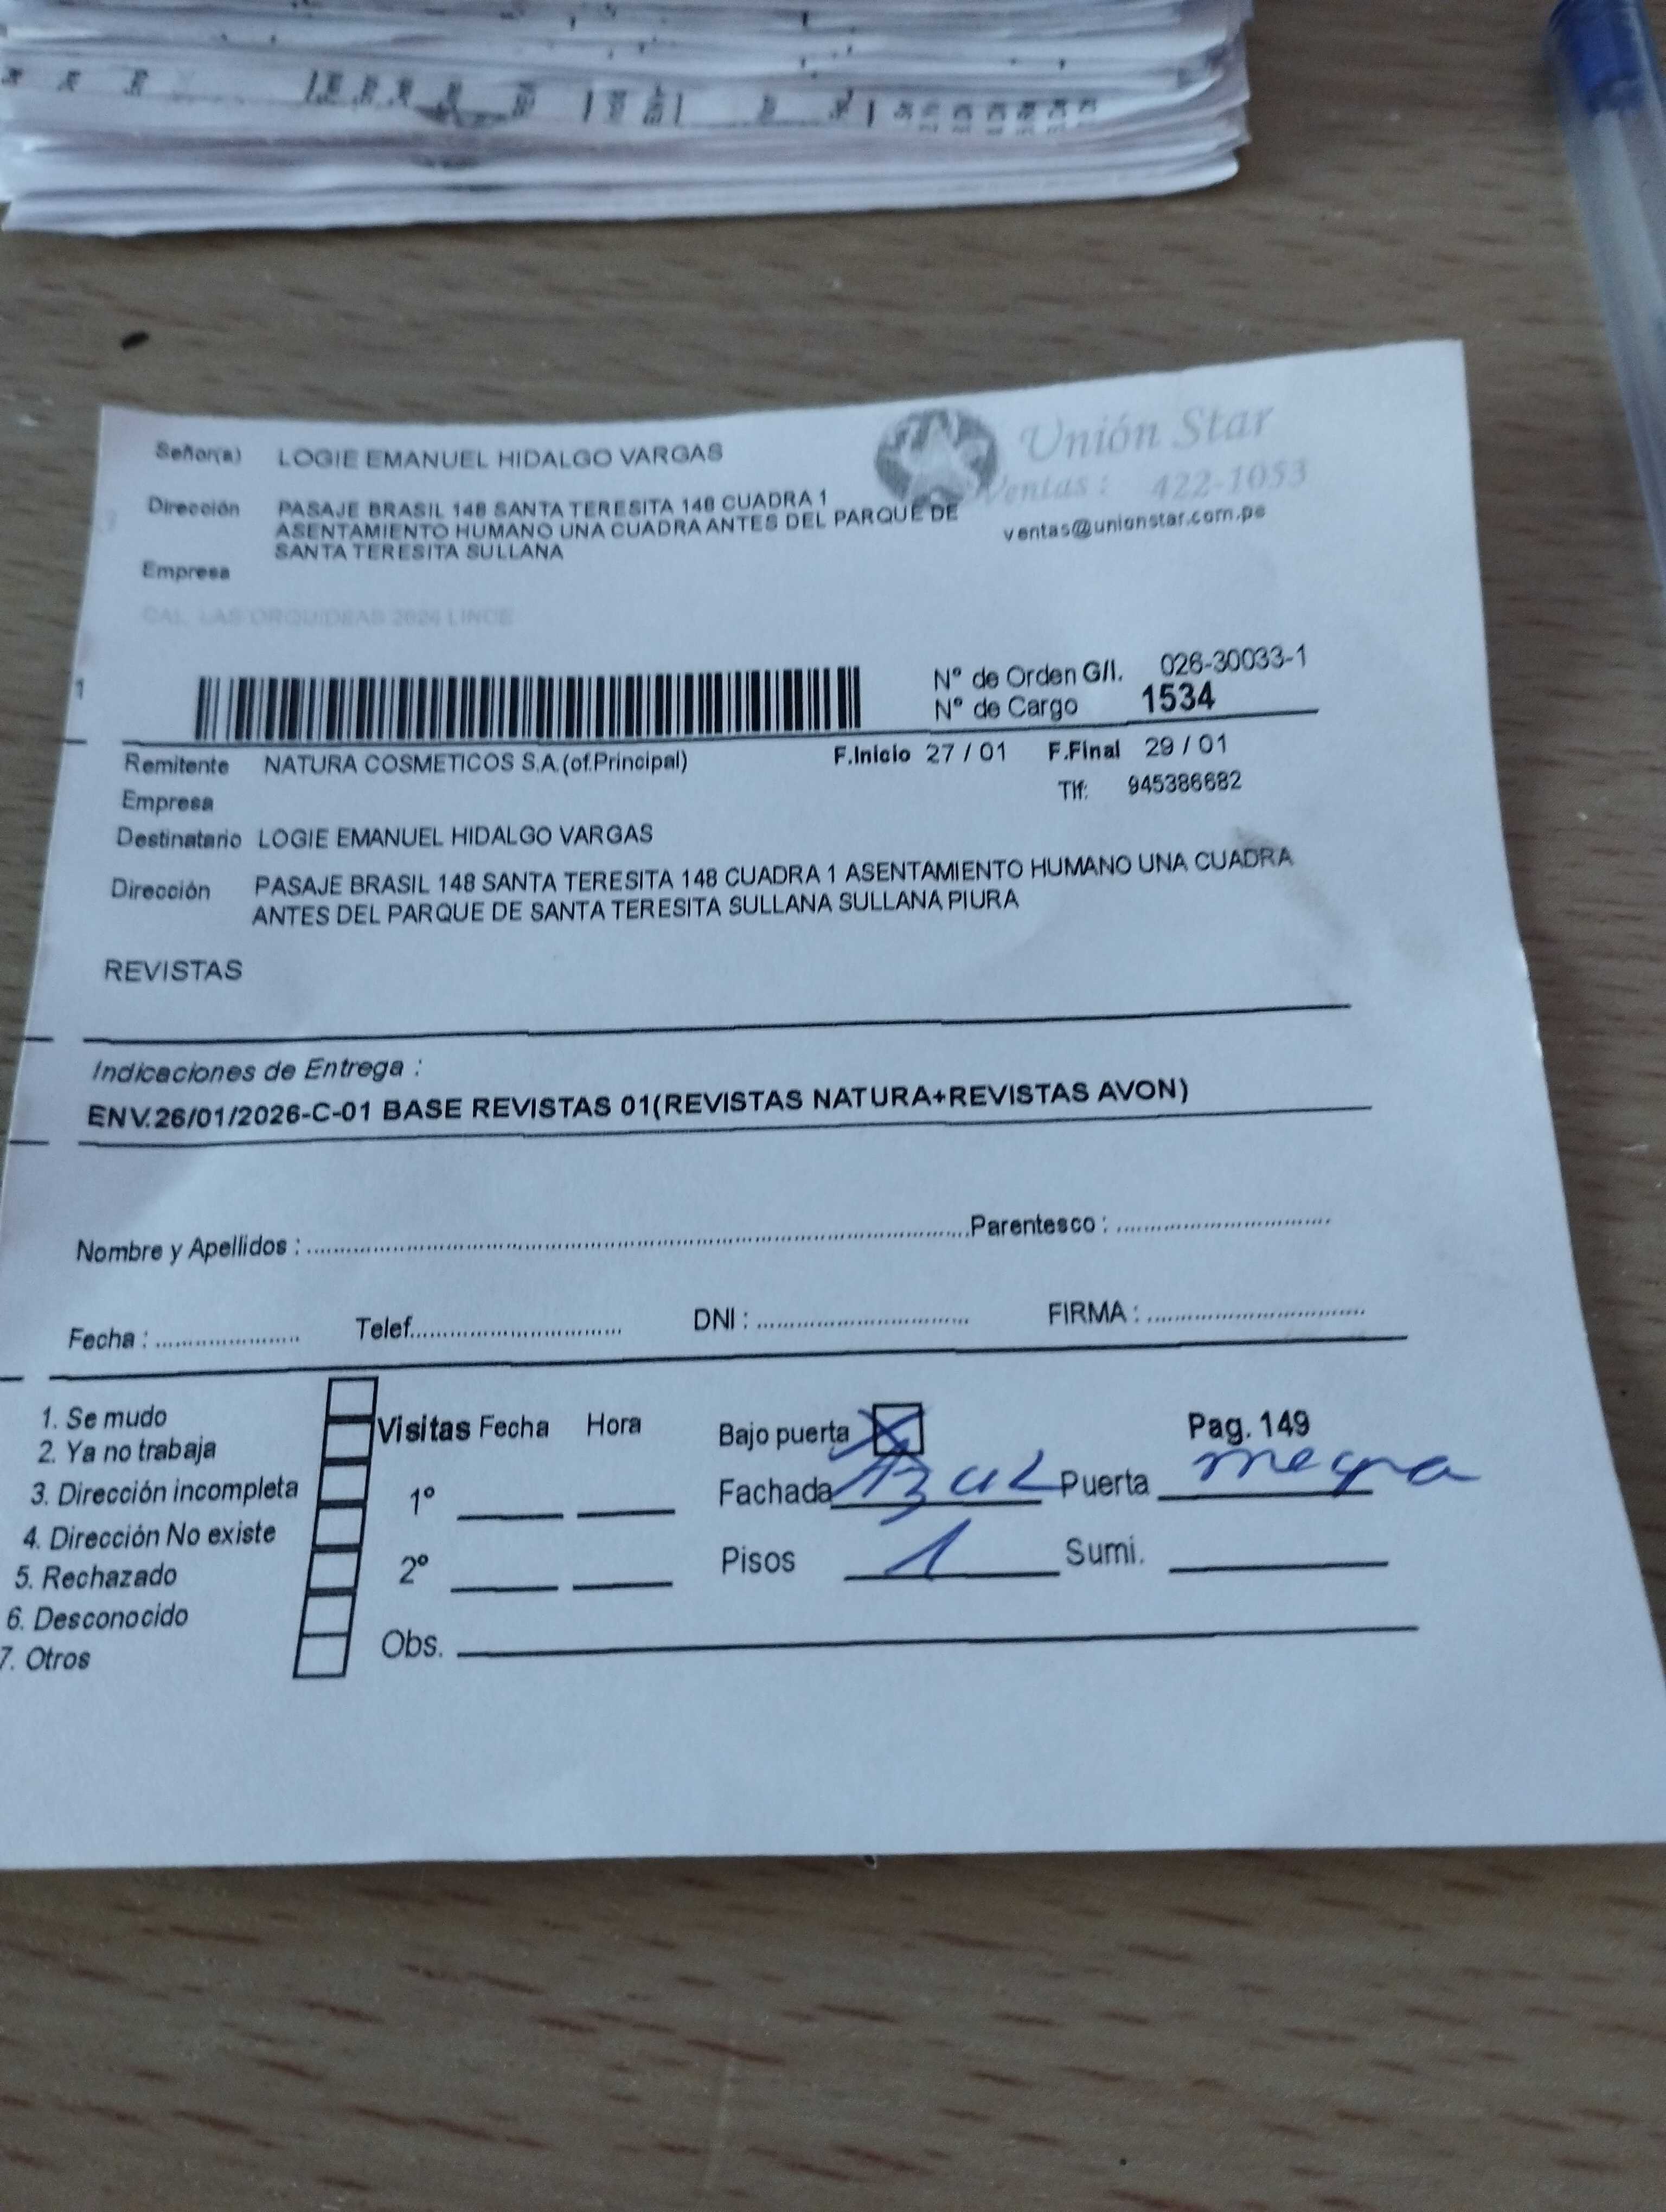 Señor(a) LOGIE EMANUEL HIDALGO VARGAS
Unión Star
Ventas : 422-1053
ventas@unionstar.com.pe
Dirección PASAJE BRASIL 148 SANTA TERESITA 148 CUADRA 1
ASENTAMIENTO HUMANO UNA CUADRA ANTES DEL PARQUE DE
SANTA TERESITA SULLANA
Empresa
CAL. LAS ORQUIDEAS 2626 LINCE
1
Nº de Orden G/I. 026-30033-1
Nº de Cargo 1534
Remitente NATURA COSMETICOS S.A.(of.Principal) F.Inicio 27 / 01 F.Final 29 / 01
Empresa Tlf: 945386682
Destinatario LOGIE EMANUEL HIDALGO VARGAS
Dirección PASAJE BRASIL 148 SANTA TERESITA 148 CUADRA 1 ASENTAMIENTO HUMANO UNA CUADRA
ANTES DEL PARQUE DE SANTA TERESITA SULLANA SULLANA PIURA
REVISTAS
Indicaciones de Entrega :
ENV.26/01/2026-C-01 BASE REVISTAS 01(REVISTAS NATURA+REVISTAS AVON)
Nombre y Apellidos : Parentesco :
Fecha : Telef. DNI : FIRMA :
1. Se mudo
2. Ya no trabaja
3. Dirección incompleta
4. Dirección No existe
5. Rechazado
6. Desconocido
7. Otros
Visitas Fecha Hora
1º
2º
Obs.
Bajo puerta X Pag. 149
Fachada Azul Puerta negra
Pisos 1 Sumi.